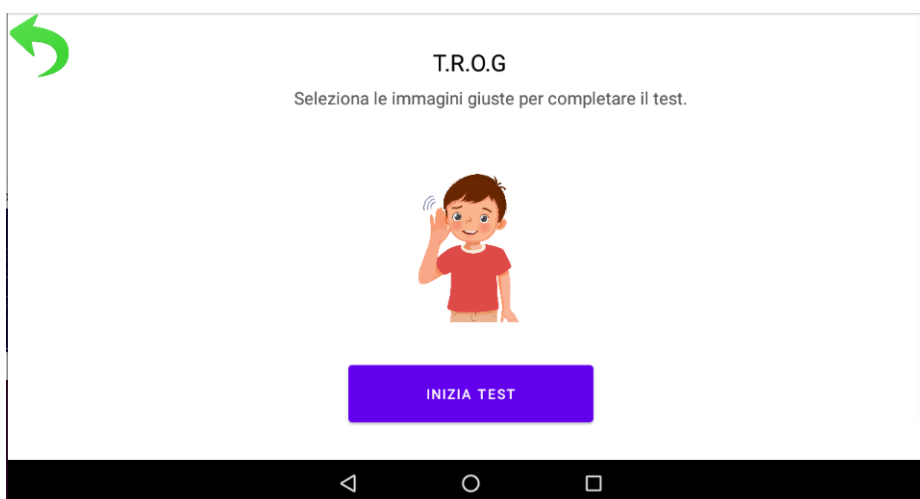 T.R.O.G
Seleziona le immagini giuste per completare il test.
INIZIA TEST